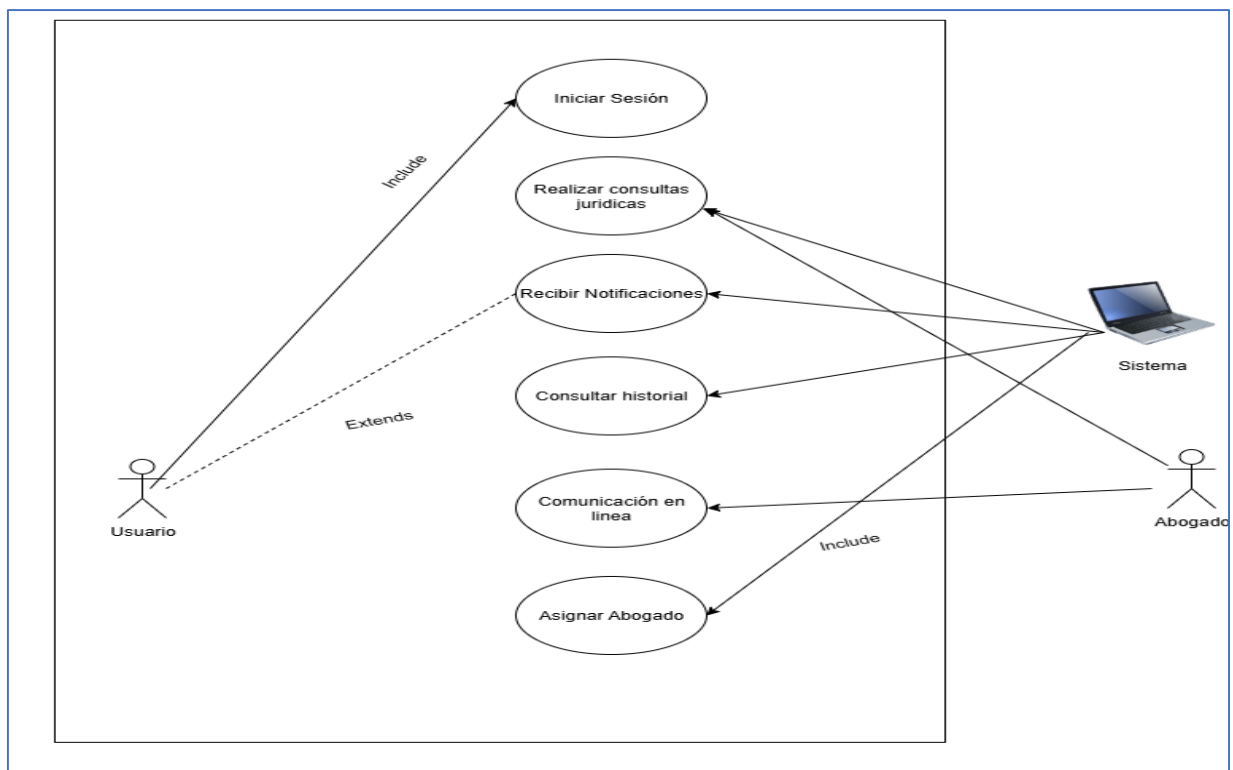 Iniciar Sesión
Include
Realizar consultas
juridicas
Recibir Notificaciones
Sistema
Consultar historial
Extends
Comunicación en
linea
Usuario
Abogado
Include
Asignar Abogado